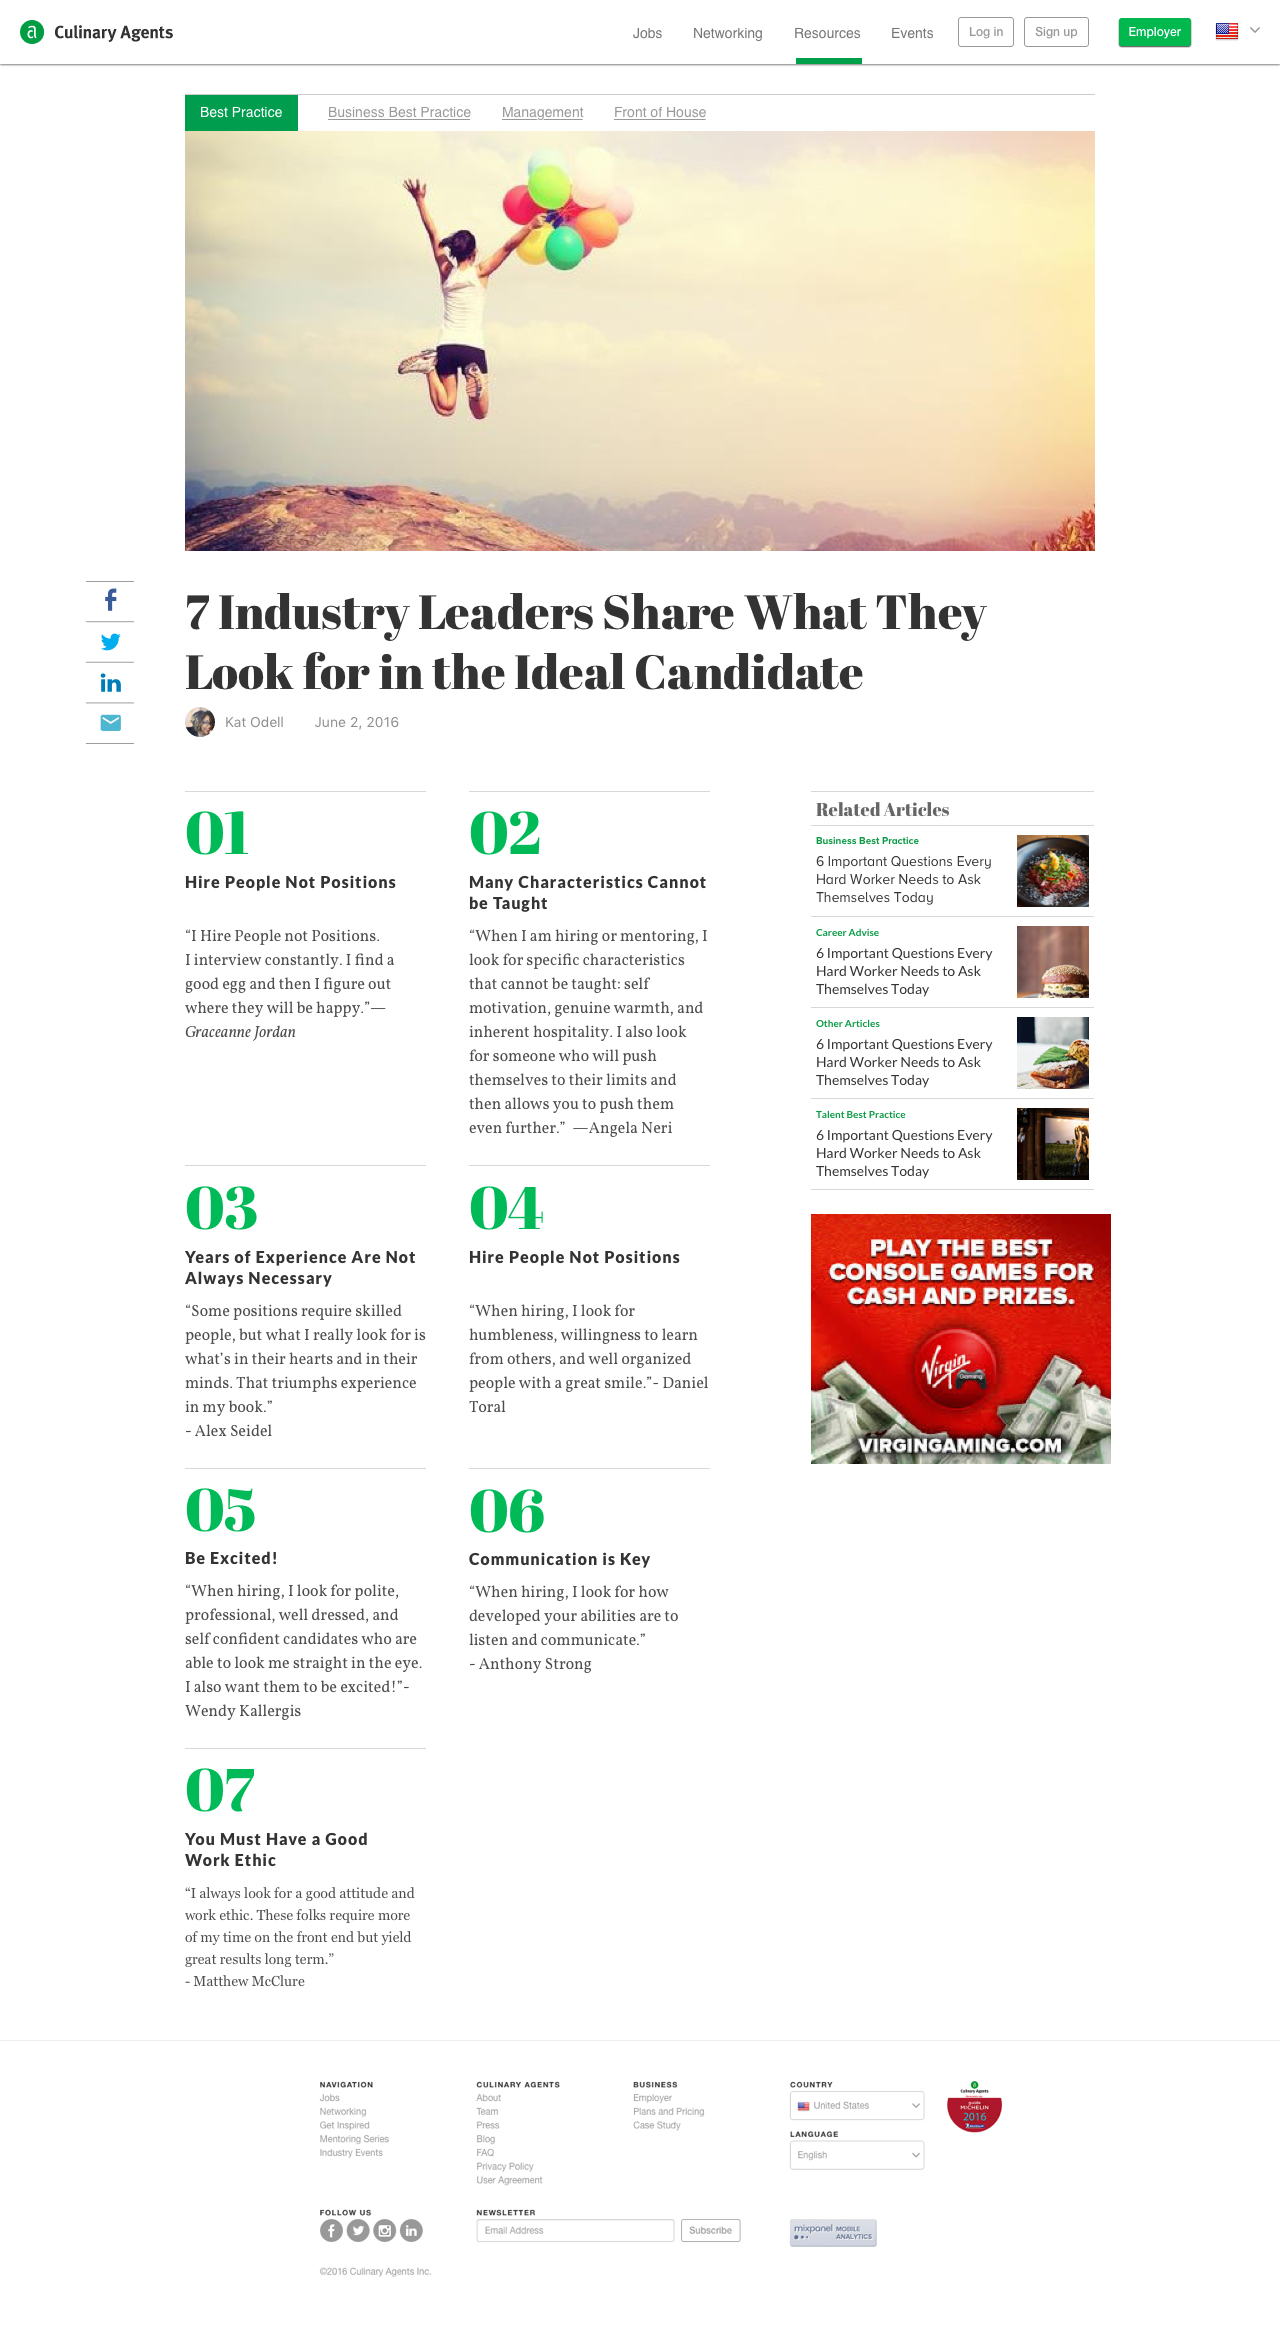 Culinary Agents
Jobs
Networking
Resources
Events
Log in
Sign up
Employer
Best Practice
Business Best Practice
Management
Front of House
7 Industry Leaders Share What They
Look for in the Ideal Candidate
Kat Odell
June 2, 2016
01
Hire People Not Positions
“I Hire People not Positions.
I interview constantly. I find a
good egg and then I figure out
where they will be happy.”—
Graceanne Jordan
02
Many Characteristics Cannot
be Taught
“When I am hiring or mentoring, I
look for specific characteristics
that cannot be taught: self
motivation, genuine warmth, and
inherent hospitality. I also look
for someone who will push
themselves to their limits and
then allows you to push them
even further.”  —Angela Neri
03
Years of Experience Are Not
Always Necessary
“Some positions require skilled
people, but what I really look for is
what’s in their hearts and in their
minds. That triumphs experience
in my book.”
- Alex Seidel
04
Hire People Not Positions
“When hiring, I look for
humbleness, willingness to learn
from others, and well organized
people with a great smile.”- Daniel
Toral
05
Be Excited!
“When hiring, I look for polite,
professional, well dressed, and
self confident candidates who are
able to look me straight in the eye.
I also want them to be excited!”-
Wendy Kallergis
06
Communication is Key
“When hiring, I look for how
developed your abilities are to
listen and communicate.”
- Anthony Strong
07
You Must Have a Good
Work Ethic
“I always look for a good attitude and
work ethic. These folks require more
of my time on the front end but yield
great results long term.”
- Matthew McClure
Related Articles
Business Best Practice
6 Important Questions Every
Hard Worker Needs to Ask
Themselves Today
Career Advise
6 Important Questions Every
Hard Worker Needs to Ask
Themselves Today
Other Articles
6 Important Questions Every
Hard Worker Needs to Ask
Themselves Today
Talent Best Practice
6 Important Questions Every
Hard Worker Needs to Ask
Themselves Today
PLAY THE BEST
CONSOLE GAMES FOR
CASH AND PRIZES.
Virgin
Gaming
VIRGINGAMING.COM
NAVIGATION
Jobs
Networking
Get Inspired
Mentoring Series
Industry Events
CULINARY AGENTS
About
Team
Press
Blog
FAQ
Privacy Policy
User Agreement
BUSINESS
Employer
Plans and Pricing
Case Study
COUNTRY
United States
LANGUAGE
English
Culinary Agents
guide
MICHELIN
2016
FOLLOW US
NEWSLETTER
Email Address
Subscribe
mixpanel MOBILE
ANALYTICS
©2016 Culinary Agents Inc.